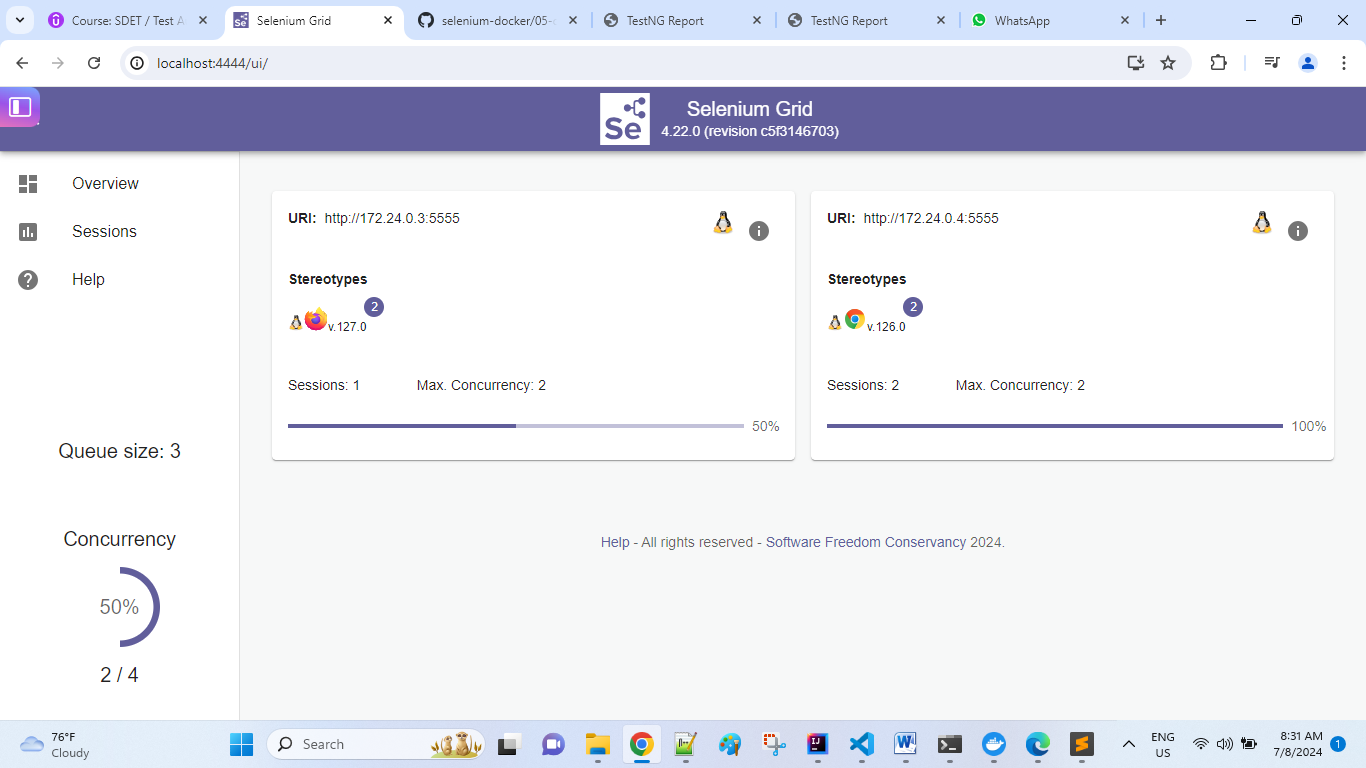 Course: SDET / Test A
Selenium Grid
selenium-docker/05-c
TestNG Report
TestNG Report
WhatsApp
localhost:4444/ui/
Se
Selenium Grid
4.22.0 (revision c5f3146703)
Overview
Sessions
Help
Queue size: 3
Concurrency
50%
2 / 4
URI: http://172.24.0.3:5555
Stereotypes
2
v.127.0
Sessions: 1 Max. Concurrency: 2
50%
URI: http://172.24.0.4:5555
Stereotypes
2
v.126.0
Sessions: 2 Max. Concurrency: 2
100%
Help - All rights reserved - Software Freedom Conservancy 2024.
76°F
Cloudy
Search
ENG
US
8:31 AM
7/8/2024
1